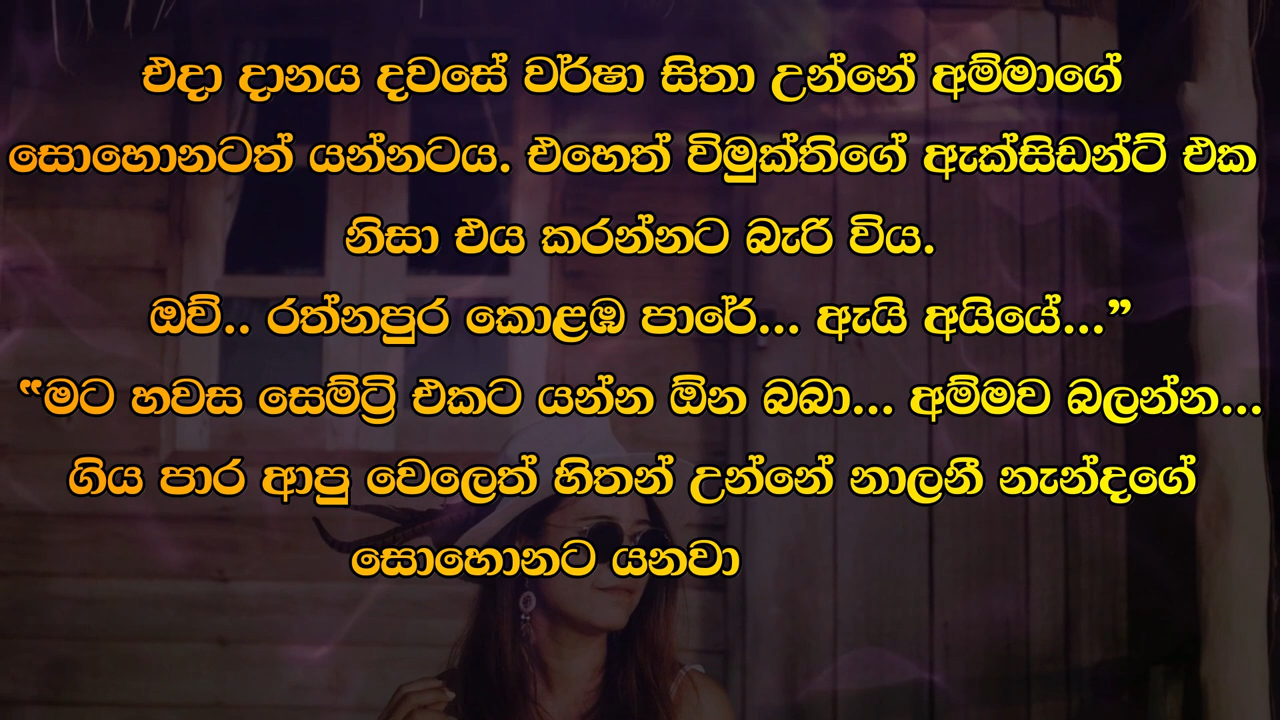 එදා දානය දවසේ වර්ෂා සිතා උන්නේ අම්මාගේ
සොහොනටත් යන්නටය. එහෙත් විමුක්තිගේ ඇක්සිඩන්ට් එක
නිසා එය කරන්නට බැරි විය.
ඔව්.. රත්නපුර කොළඹ පාරේ... ඇයි අයියේ...”
“මට හවස සෙම්ට්‍රි එකට යන්න ඕන බබා... අම්මව බලන්න...
ගිය පාර ආපු වෙලෙත් හිතන් උන්නේ නාලනී නැන්දගේ
සොහොනට යනවා